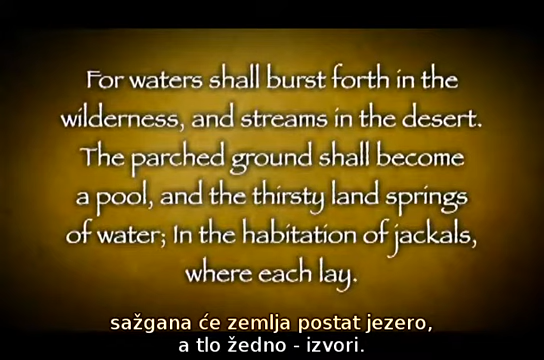 For waters shall burst forth in the
wilderness, and streams in the desert.
The parched ground shall become
a pool, and the thirsty land springs
of water; In the habitation of jackals,
where each lay.
sažgana će zemlja postat jezero,
a tlo žedno - izvori.